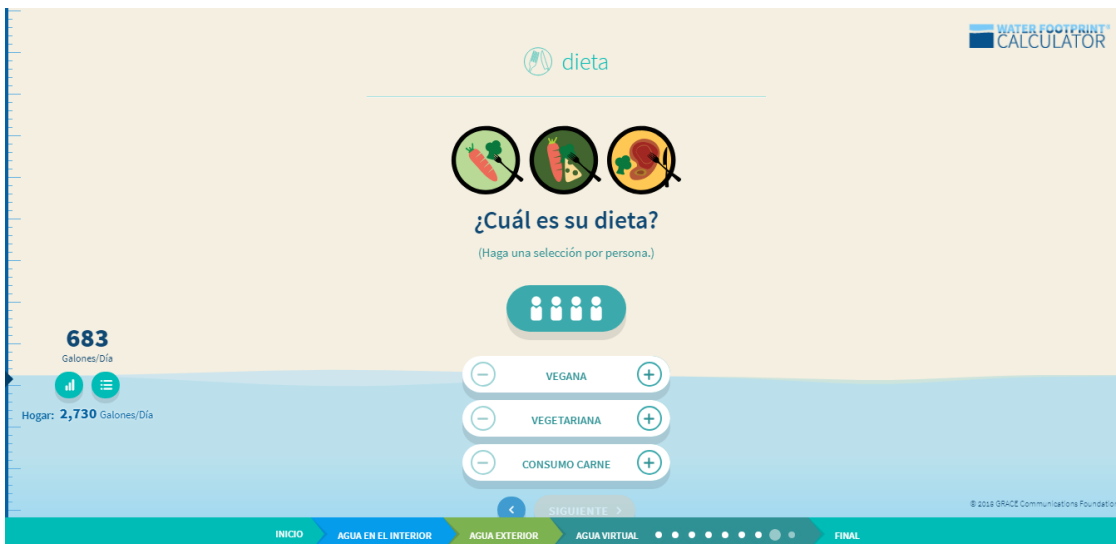 WATER FOOTPRINT®
CALCULATOR
dieta
¿Cuál es su dieta?
(Haga una selección por persona.)
683
Galones/Día
Hogar: 2,730 Galones/Día
VEGANA
VEGETARIANA
CONSUMO CARNE
SIGUIENTE >
© 2018 GRACE Communications Foundation
INICIO
AGUA EN EL INTERIOR
AGUA EXTERIOR
AGUA VIRTUAL
FINAL